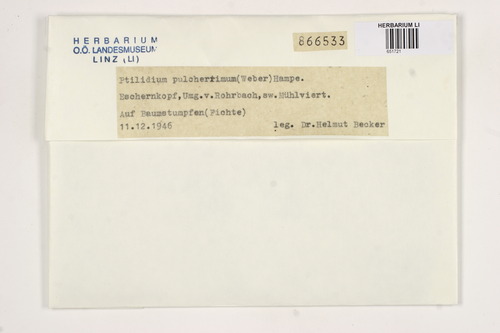 HERBARIUM
O.Ö. LANDESMUSEUM
LINZ (LI)
866533
HERBARIUM LI
Ptilidium pulcherrimum(Weber)Hampe.
Eschernkopf,Umg.v.Rohrbach,sw.Mühlviert.
Auf Baumstumpfen(Fichte)
11.12.1946 leg. Dr.Helmut Becker